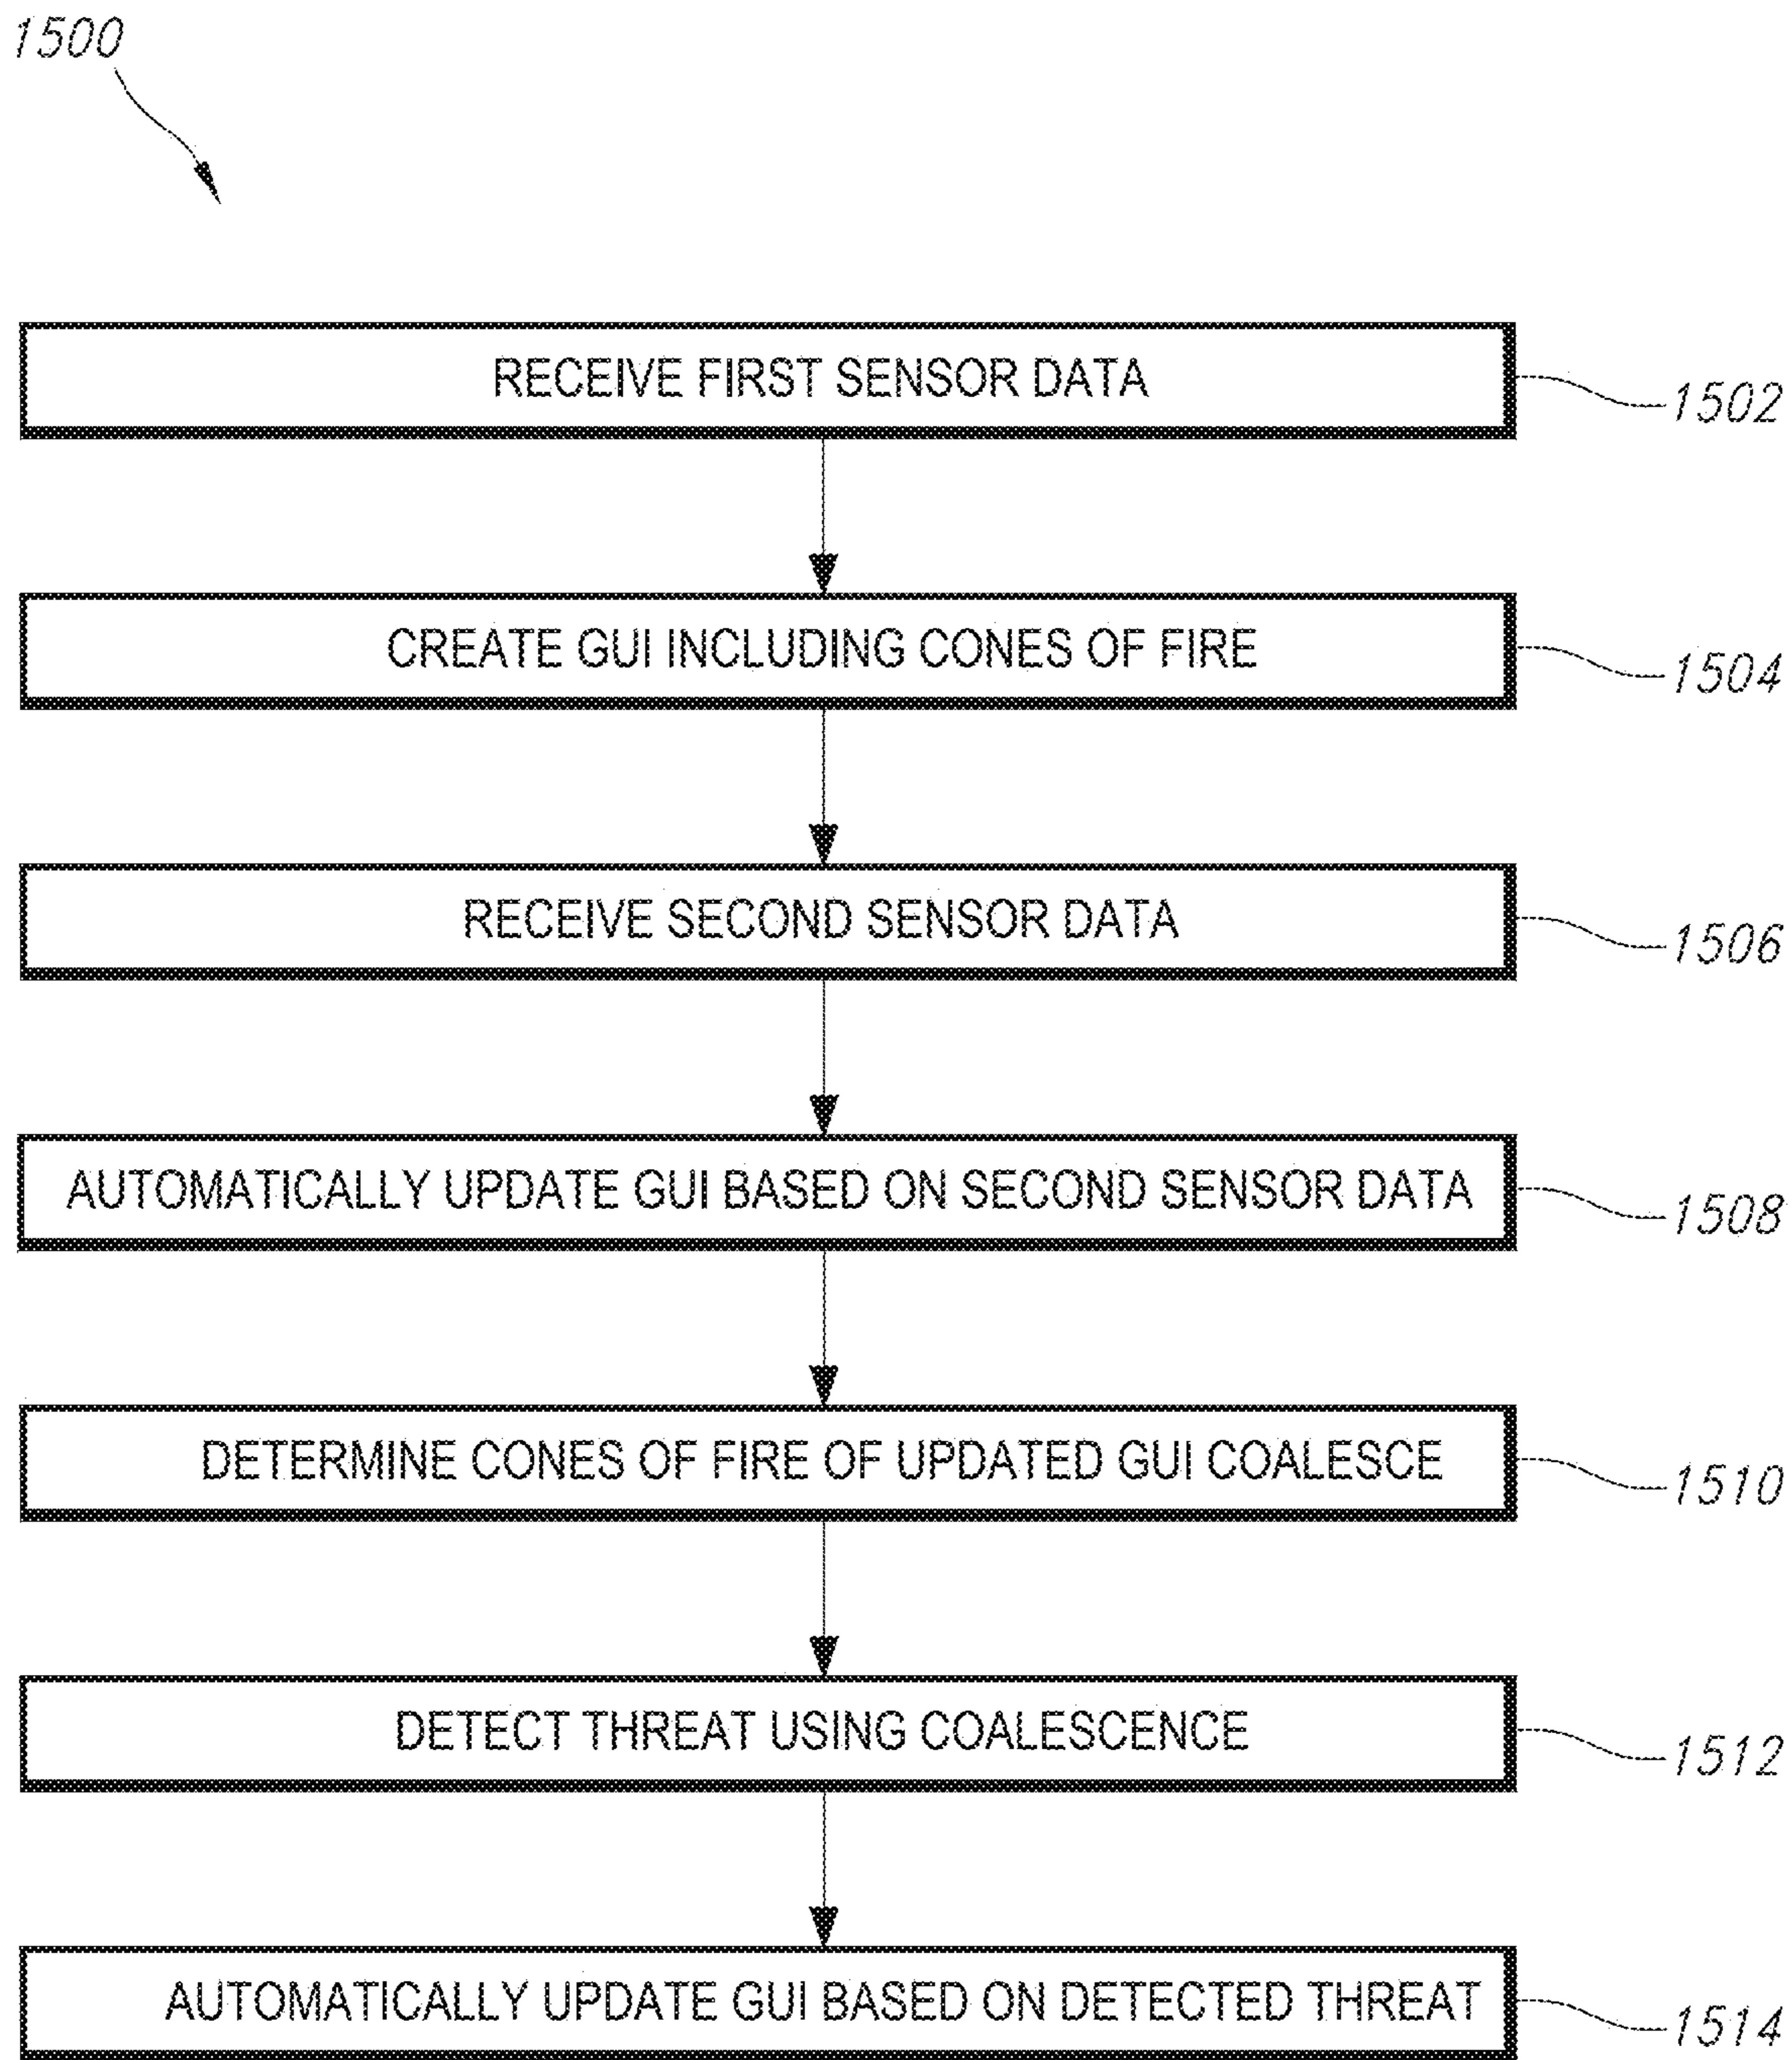 1500
RECEIVE FIRST SENSOR DATA
1502
CREATE GUI INCLUDING CONES OF FIRE
1504
RECEIVE SECOND SENSOR DATA
1506
AUTOMATICALLY UPDATE GUI BASED ON SECOND SENSOR DATA
1508
DETERMINE CONES OF FIRE OF UPDATED GUI COALESCE
1510
DETECT THREAT USING COALESCENCE
1512
AUTOMATICALLY UPDATE GUI BASED ON DETECTED THREAT
1514